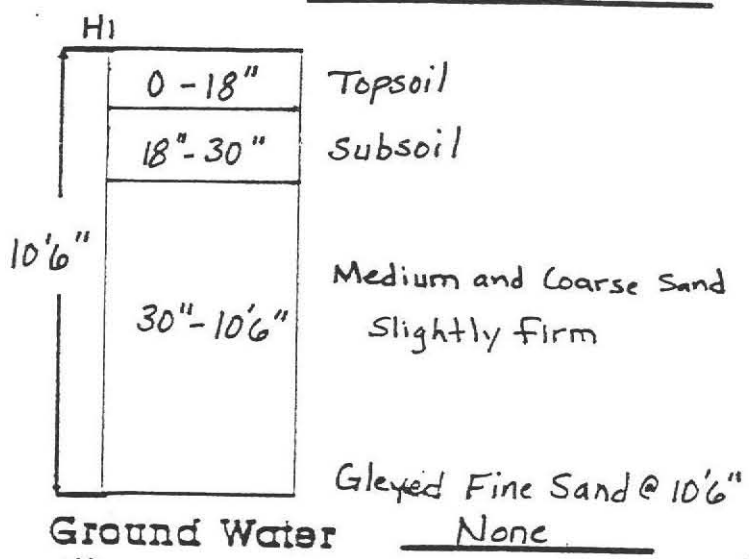 H1
0 - 18" Topsoil
18" - 30" Subsoil
10'6"
Medium and Coarse Sand
30" - 10'6" Slightly firm
Gleyed Fine Sand @ 10'6"
Ground Water None